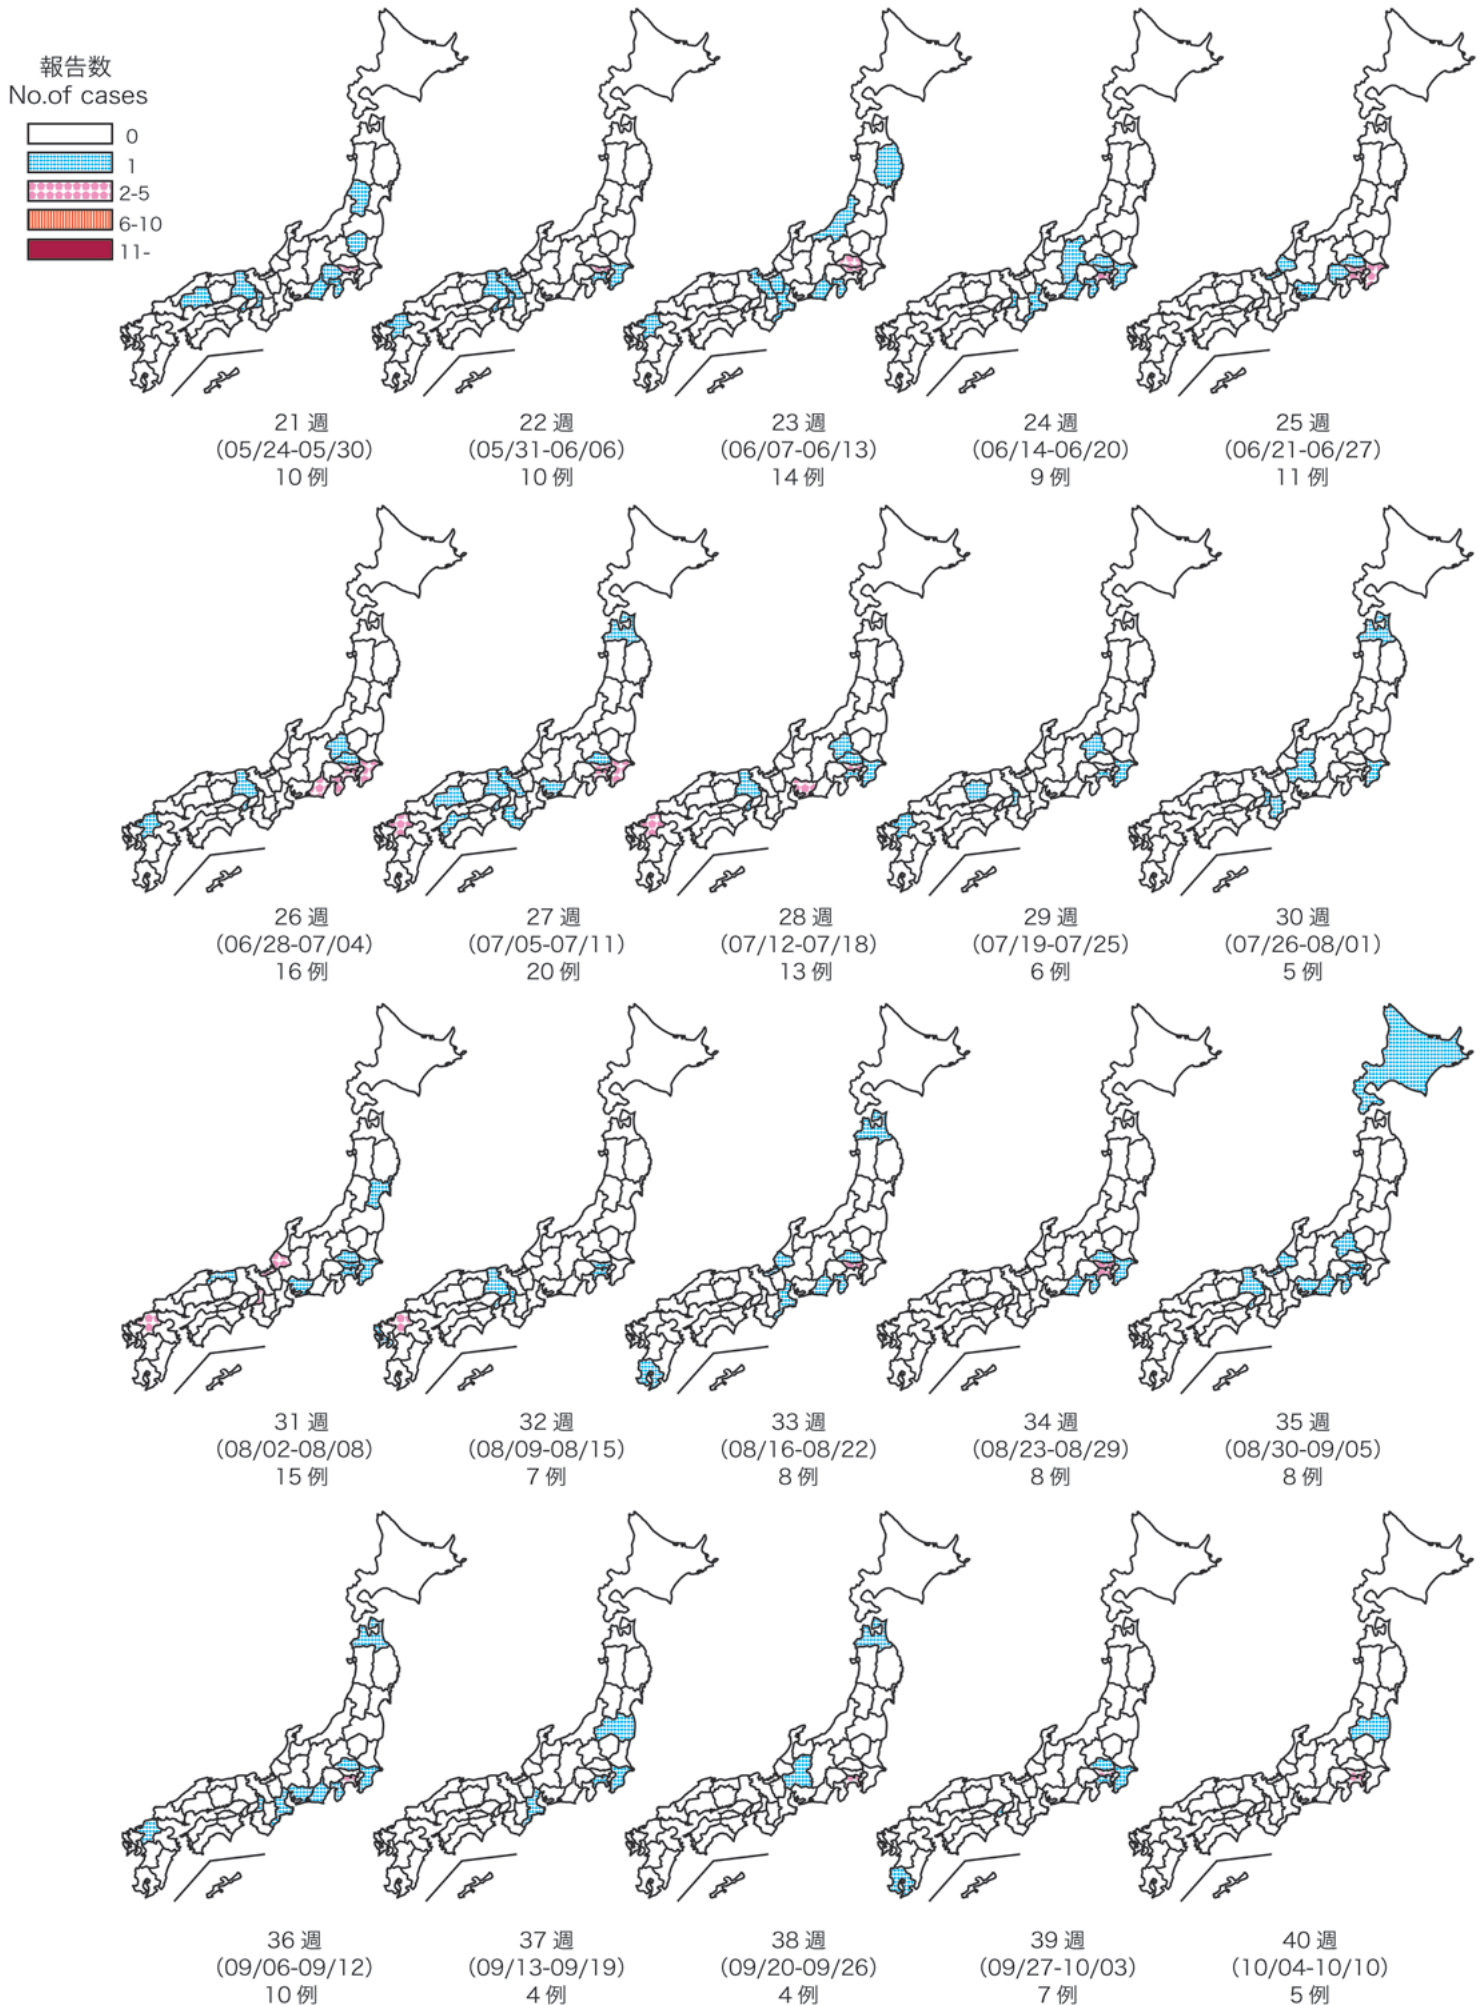 報告数
No.of cases
0
1
2-5
6-10
11-
21 週
(05/24-05/30)
10 例
22 週
(05/31-06/06)
10 例
23 週
(06/07-06/13)
14 例
24 週
(06/14-06/20)
9 例
25 週
(06/21-06/27)
11 例
26 週
(06/28-07/04)
16 例
27 週
(07/05-07/11)
20 例
28 週
(07/12-07/18)
13 例
29 週
(07/19-07/25)
6 例
30 週
(07/26-08/01)
5 例
31 週
(08/02-08/08)
15 例
32 週
(08/09-08/15)
7 例
33 週
(08/16-08/22)
8 例
34 週
(08/23-08/29)
8 例
35 週
(08/30-09/05)
8 例
36 週
(09/06-09/12)
10 例
37 週
(09/13-09/19)
4 例
38 週
(09/20-09/26)
4 例
39 週
(09/27-10/03)
7 例
40 週
(10/04-10/10)
5 例